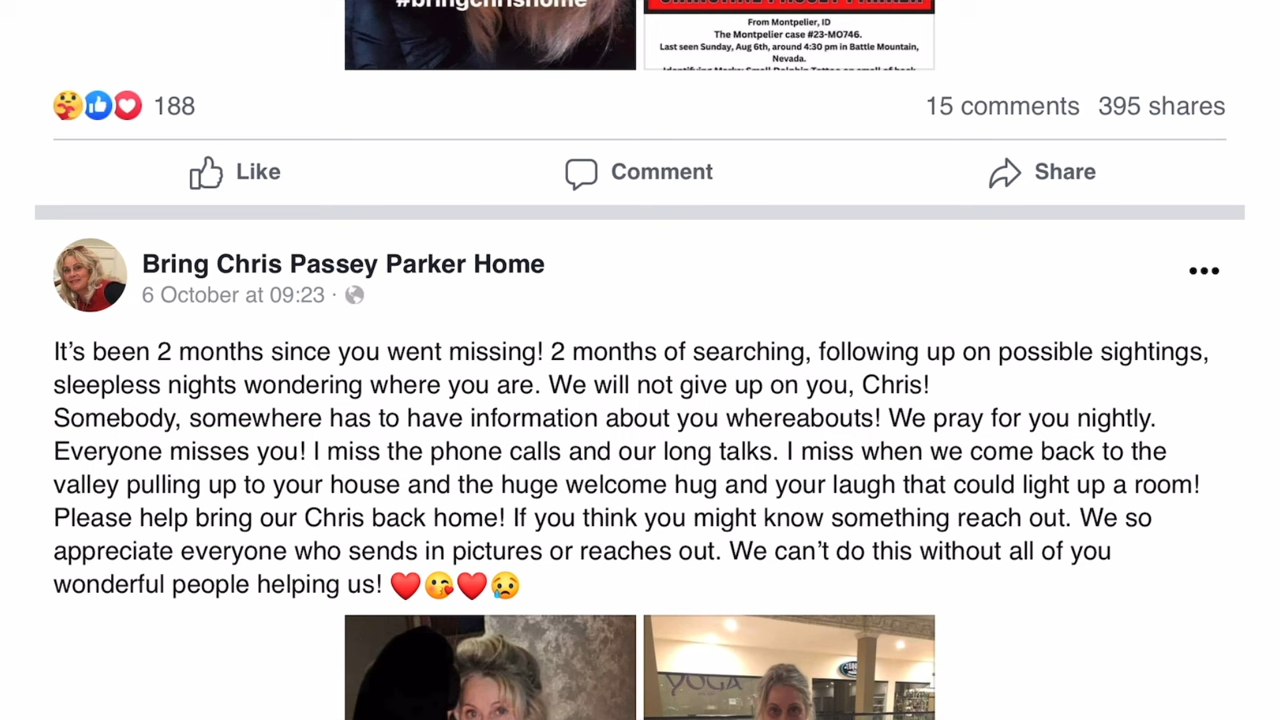 #bringchrishome
From Montpelier, ID
The Montpelier case #23-MO746.
Last seen Sunday, Aug 6th, around 4:30 pm in Battle Mountain,
Nevada.
188
15 comments 395 shares
Like
Comment
Share
Bring Chris Passey Parker Home
6 October at 09:23 ·
It’s been 2 months since you went missing! 2 months of searching, following up on possible sightings,
sleepless nights wondering where you are. We will not give up on you, Chris!
Somebody, somewhere has to have information about you whereabouts! We pray for you nightly.
Everyone misses you! I miss the phone calls and our long talks. I miss when we come back to the
valley pulling up to your house and the huge welcome hug and your laugh that could light up a room!
Please help bring our Chris back home! If you think you might know something reach out. We so
appreciate everyone who sends in pictures or reaches out. We can’t do this without all of you
wonderful people helping us! ❤️😘❤️😢
YOGA